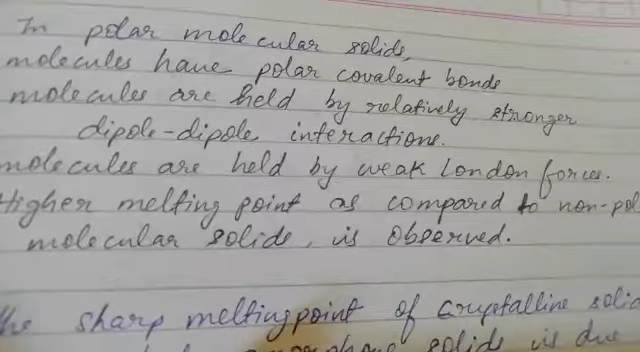 In polar molecular solids,
molecules have polar covalent bonds
molecules are held by relatively stronger
dipole-dipole interactions.
molecules are held by weak London forces.
Higher melting point as compared to non-pol
molecular solids, is observed.
the sharp melting point of crystalline solid
solids is due